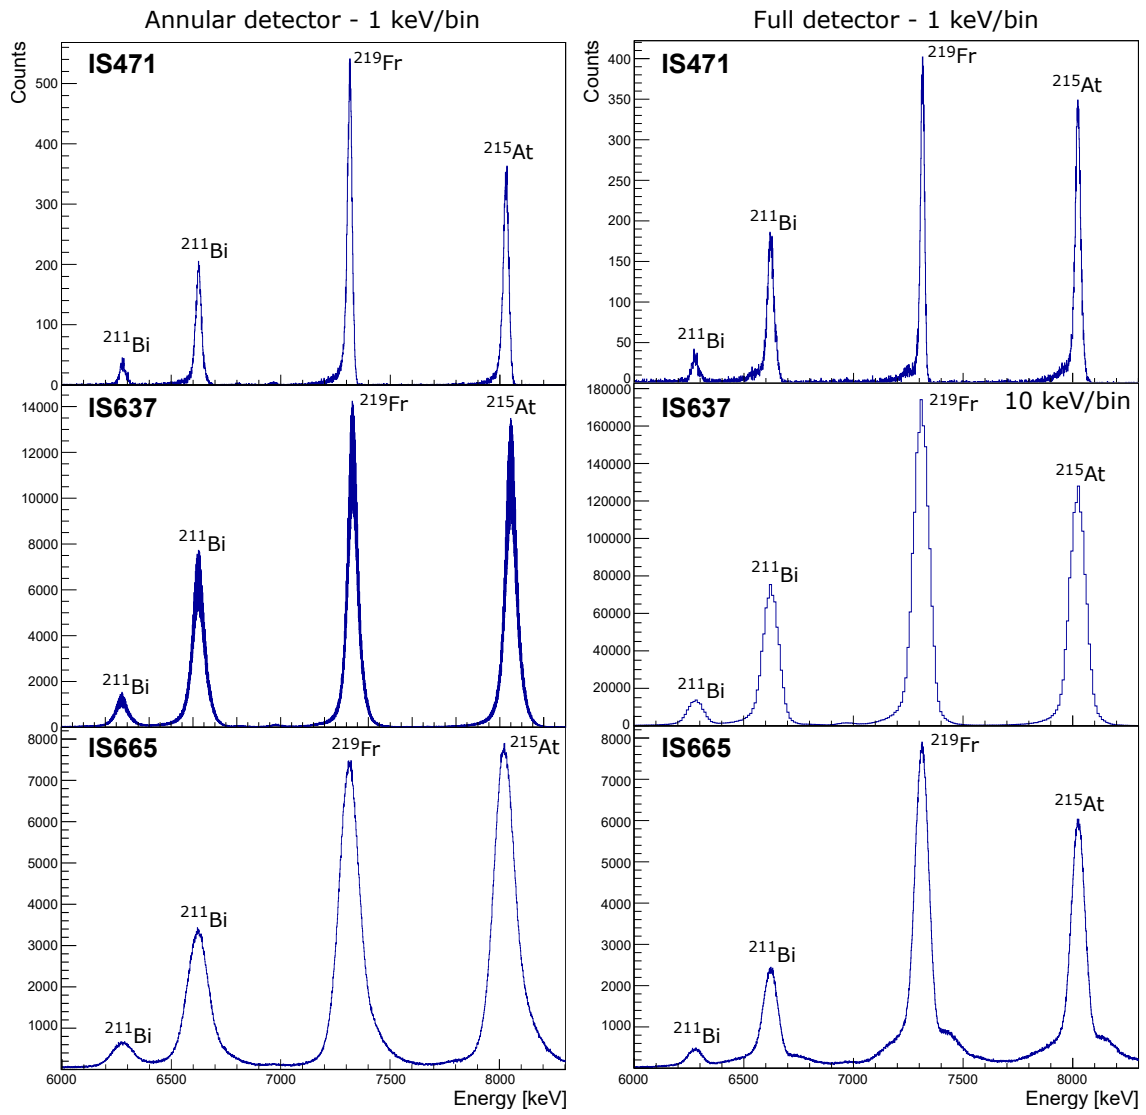 Annular detector - 1 keV/bin
Full detector - 1 keV/bin
Counts
IS471
²¹⁹Fr
²¹⁵At
²¹¹Bi
²¹¹Bi
500
400
300
200
100
0
Counts
IS471
²¹⁹Fr
²¹⁵At
²¹¹Bi
²¹¹Bi
400
350
300
250
200
150
100
50
0
IS637
²¹⁹Fr
²¹⁵At
²¹¹Bi
²¹¹Bi
14000
12000
10000
8000
6000
4000
2000
0
IS637
²¹⁹Fr
10 keV/bin
²¹⁵At
²¹¹Bi
²¹¹Bi
180000
160000
140000
120000
100000
80000
60000
40000
20000
0
IS665
²¹⁹Fr
²¹⁵At
²¹¹Bi
²¹¹Bi
8000
7000
6000
5000
4000
3000
2000
1000
6000 6500 7000 7500 8000
Energy [keV]
IS665
²¹⁹Fr
²¹⁵At
²¹¹Bi
²¹¹Bi
8000
7000
6000
5000
4000
3000
2000
1000
6000 6500 7000 7500 8000
Energy [keV]